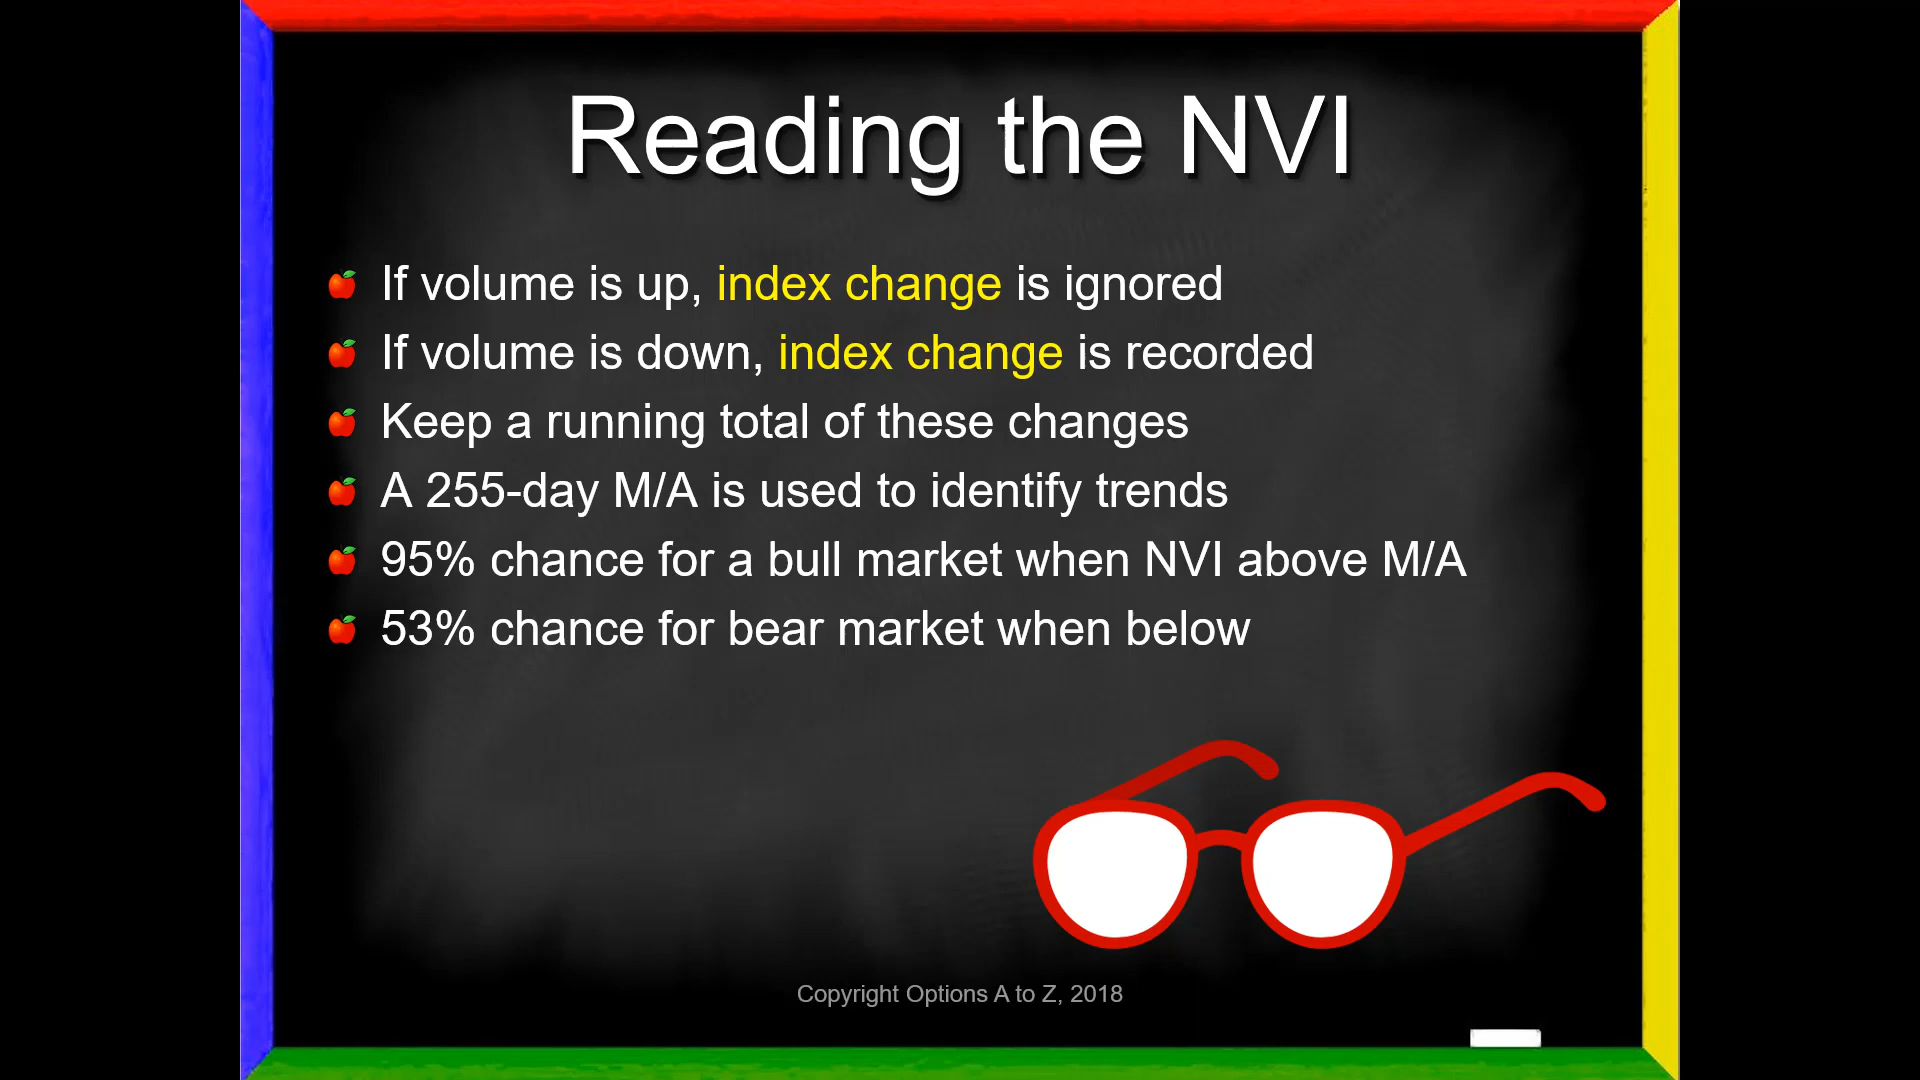 Reading the NVI
If volume is up, index change is ignored
If volume is down, index change is recorded
Keep a running total of these changes
A 255-day M/A is used to identify trends
95% chance for a bull market when NVI above M/A
53% chance for bear market when below
Copyright Options A to Z, 2018